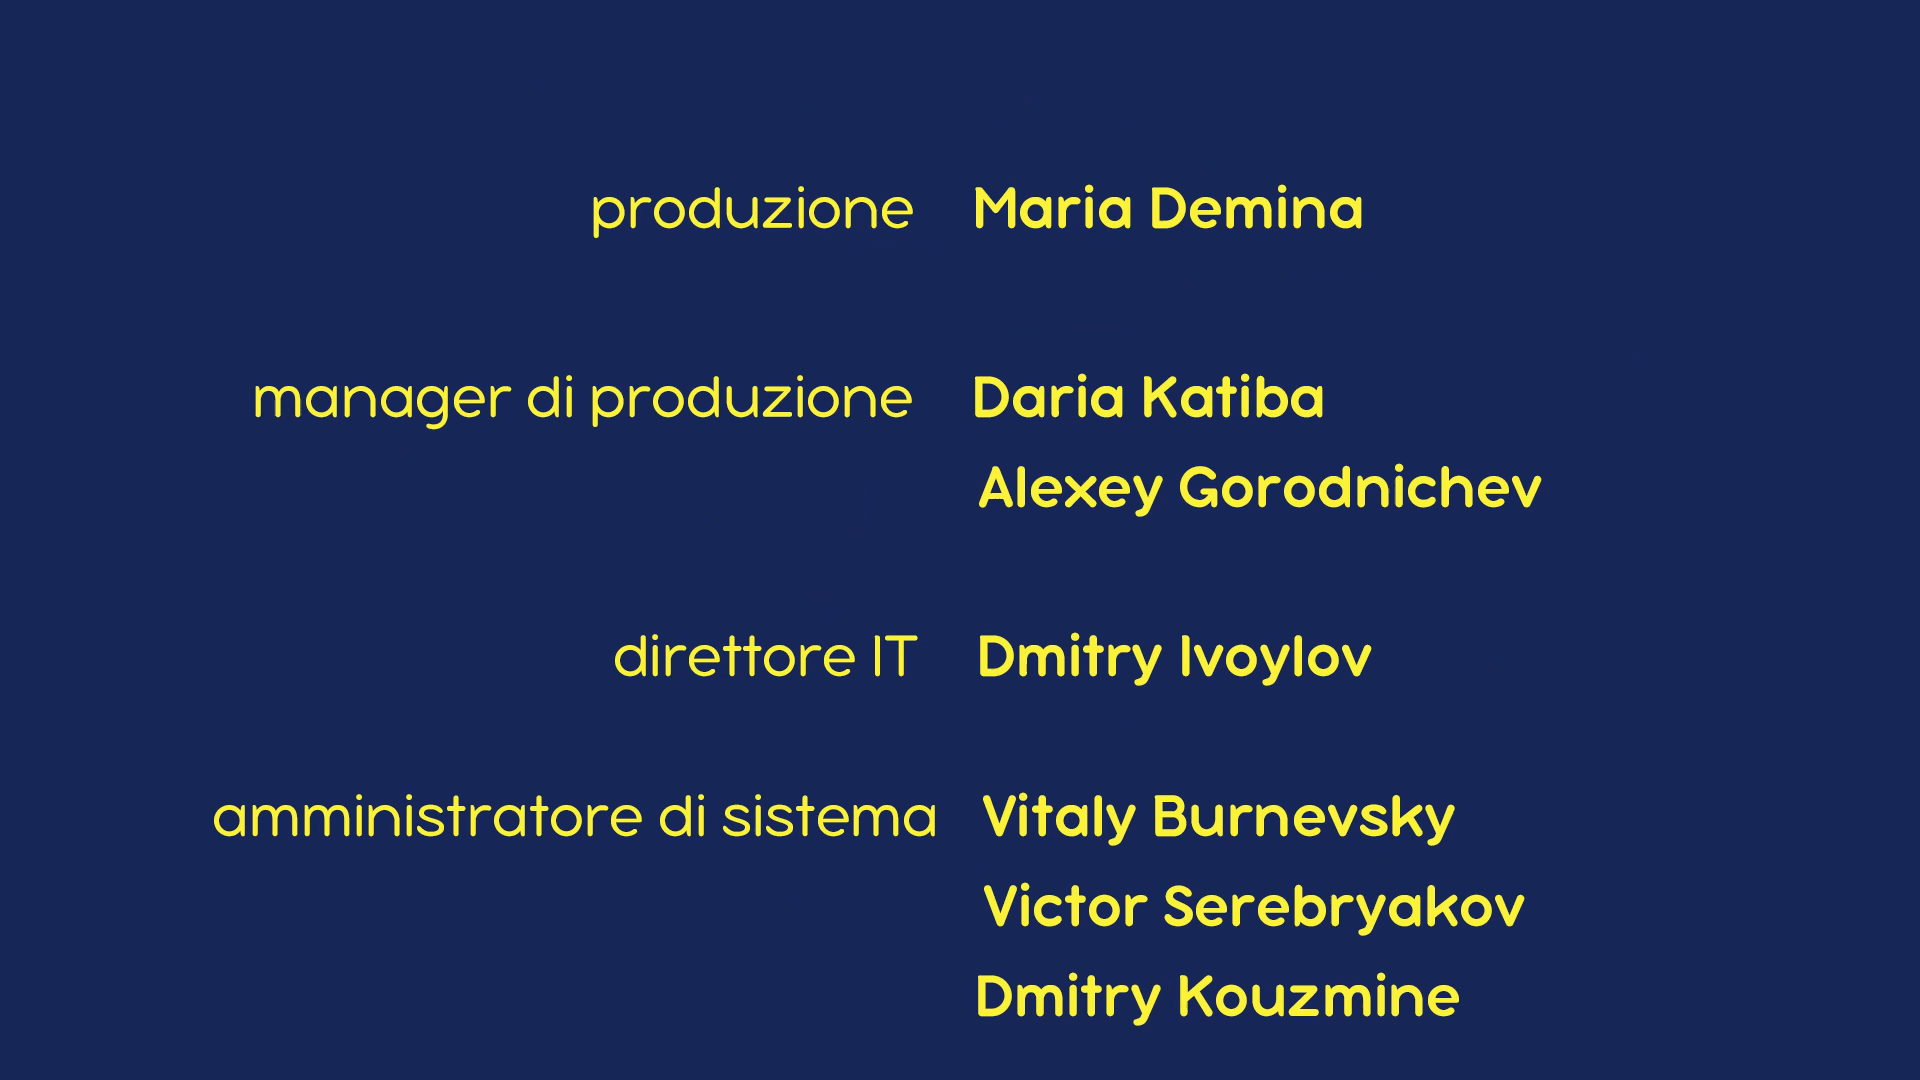 produzione Maria Demina
manager di produzione Daria Katiba
Alexey Gorodnichev
direttore IT Dmitry Ivoylov
amministratore di sistema Vitaly Burnevsky
Victor Serebryakov
Dmitry Kouzmine